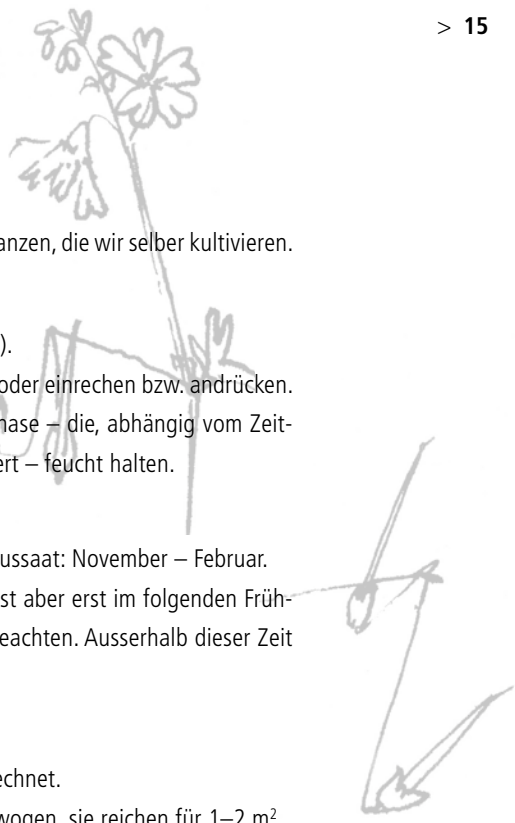 > 15
anzen, die wir selber kultivieren.
).
oder einrechen bzw. andrücken.
hase – die, abhängig vom Zeit-
ert – feucht halten.
ussaat: November – Februar.
st aber erst im folgenden Früh-
eachten. Ausserhalb dieser Zeit
echnet.
wogen, sie reichen für 1–2 m²